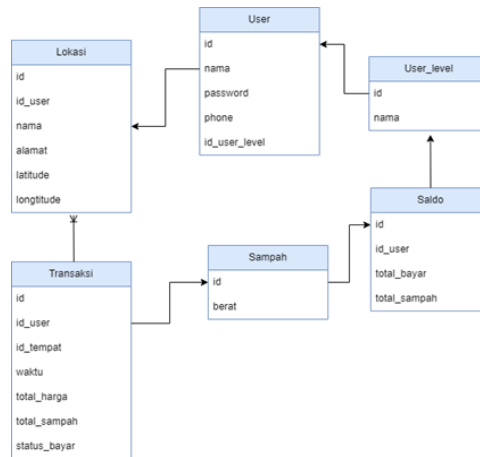 User
id
nama
password
phone
id_user_level
Lokasi
id
id_user
nama
alamat
latitude
longtitude
User_level
id
nama
Saldo
id
id_user
total_bayar
total_sampah
Sampah
id
berat
Transaksi
id
id_user
id_tempat
waktu
total_harga
total_sampah
status_bayar